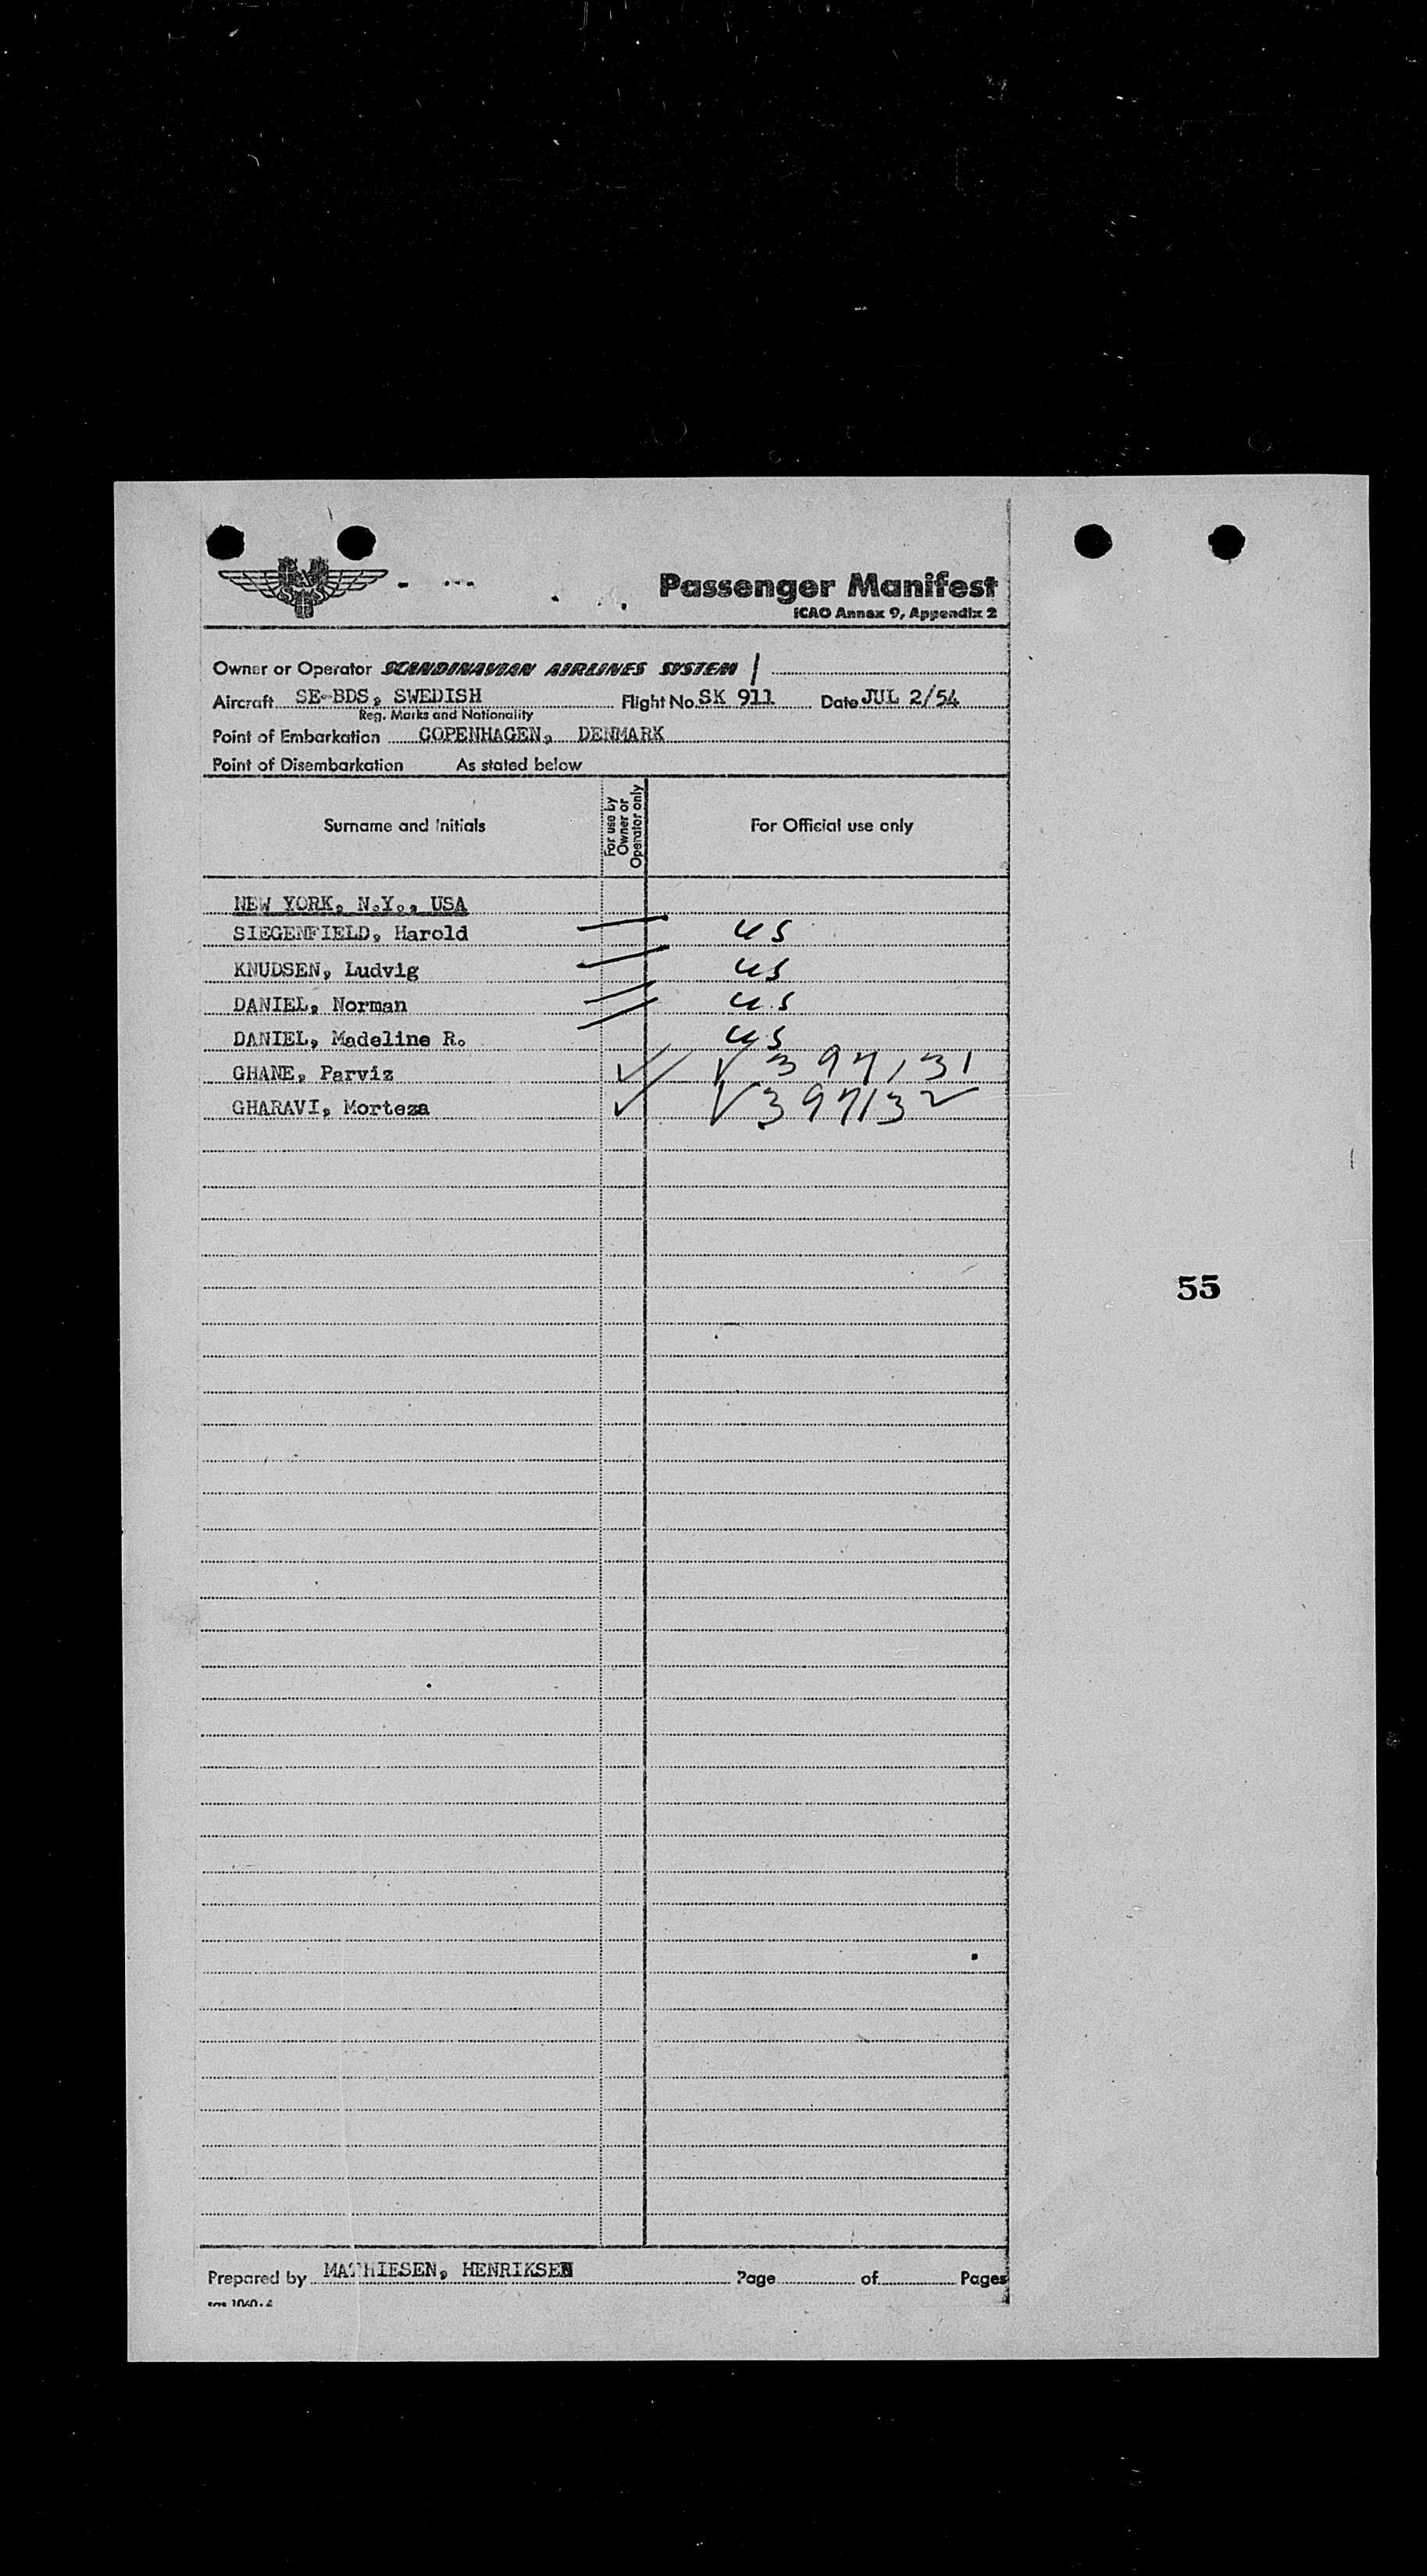 SAS
Passenger Manifest
ICAO Annex 9, Appendix 2
Owner or Operator SCANDINAVIAN AIRLINES SYSTEM /
Aircraft SE-BDS, SWEDISH Flight No. SK 911 Date JUL 2/54
Reg. Marks and Nationality
Point of Embarkation COPENHAGEN, DENMARK
Point of Disembarkation As stated below
Surname and Initials For use by Owner or Operator only For Official use only
NEW YORK, N.Y., USA
SIEGENFIELD, Harold US
KNUDSEN, Ludvig US
DANIEL, Norman U.S
DANIEL, Madeline R. US
GHANE, Parviz ✓ V 397131
GHARAVI, Morteza ✓ V 397132
55
Prepared by MATHIESEN, HENRIKSEN Page of Pages